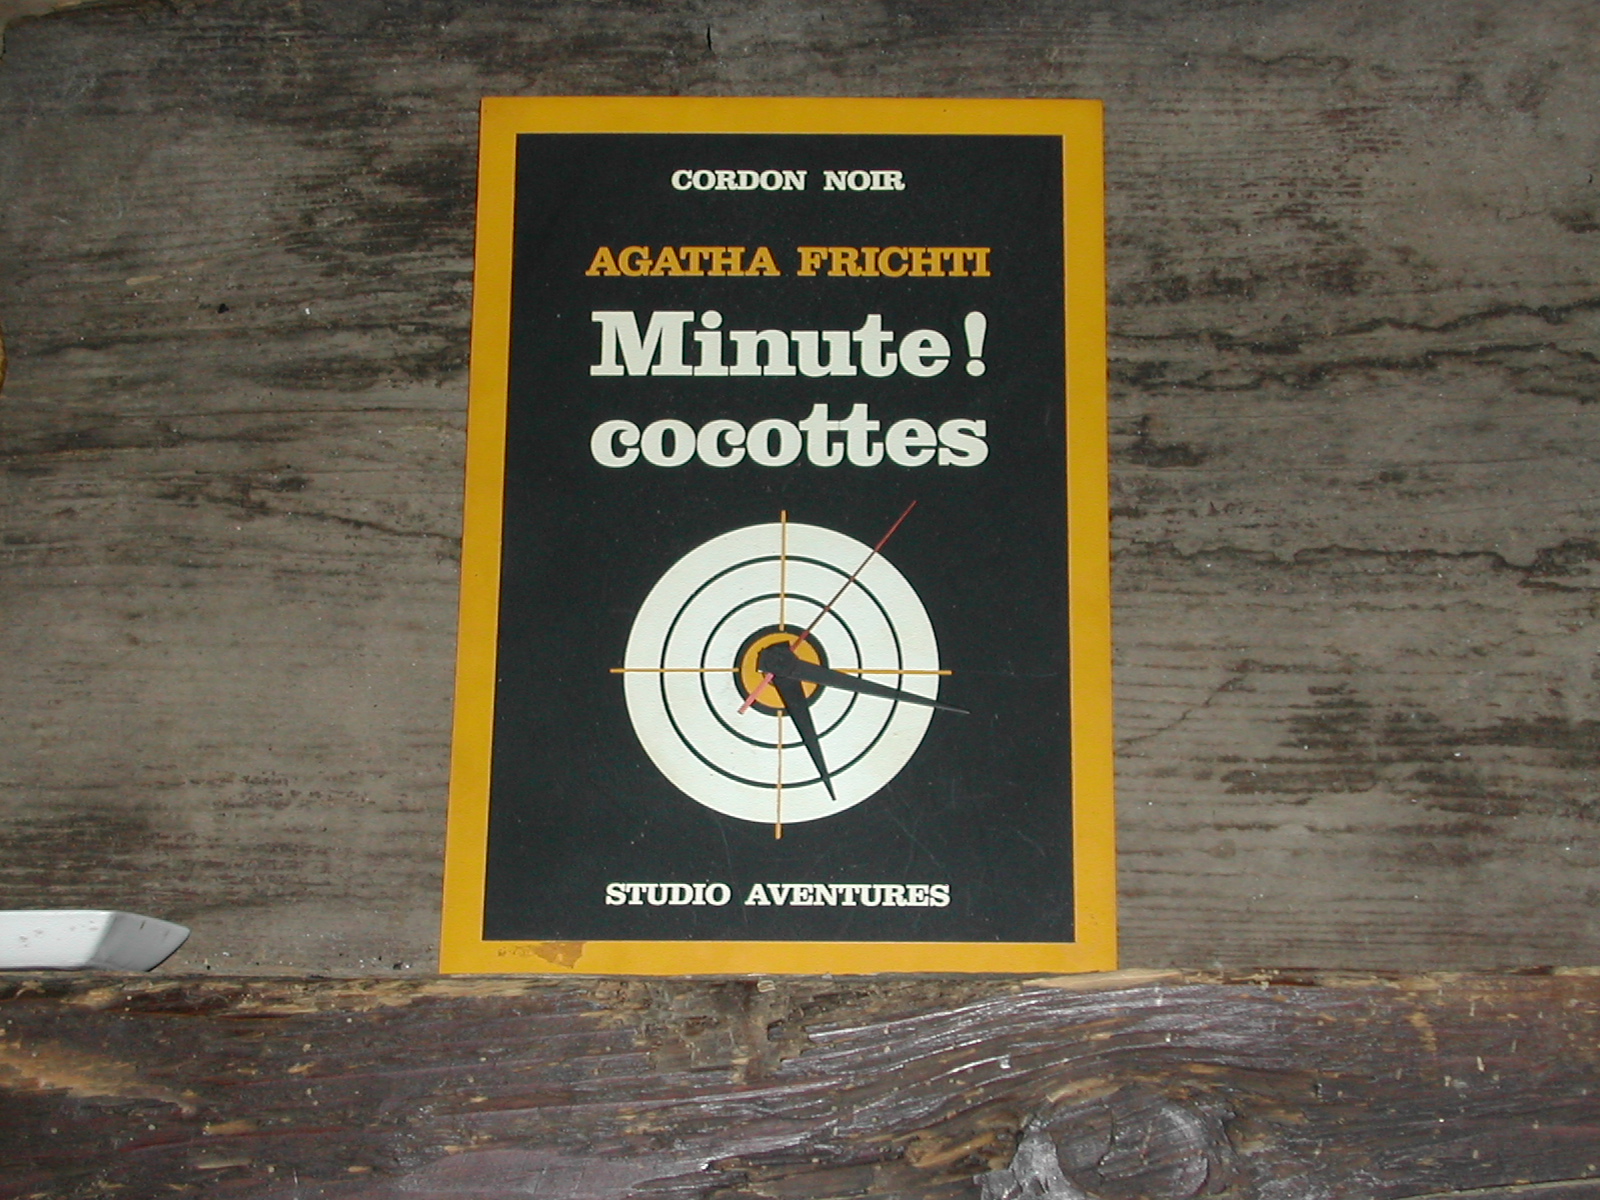 CORDON NOIR
AGATHA FRICHTI
Minute!
cocottes
STUDIO AVENTURES